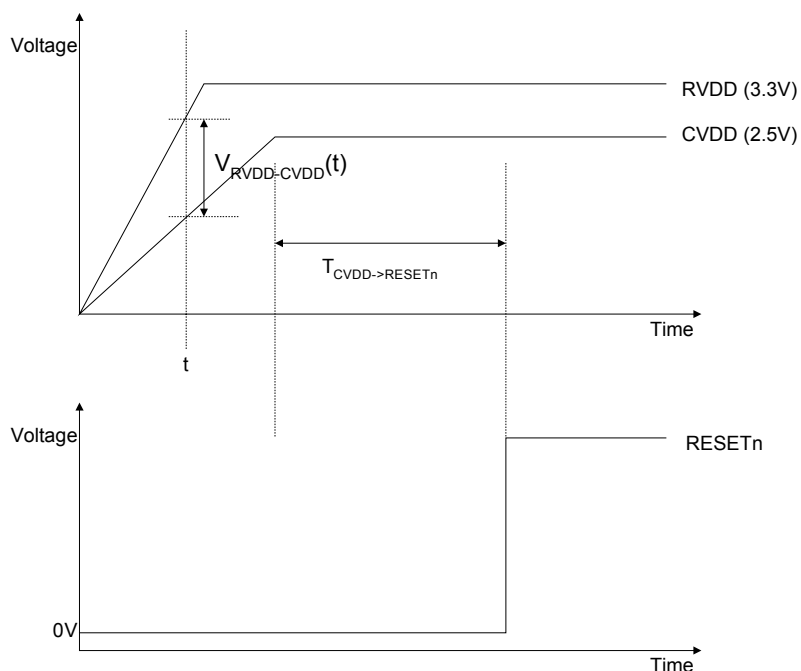 Voltage
RVDD (3.3V)
CVDD (2.5V)
VRVDD-CVDD(t)
TCVDD->RESETn
Time
t
Voltage
RESETn
0V
Time